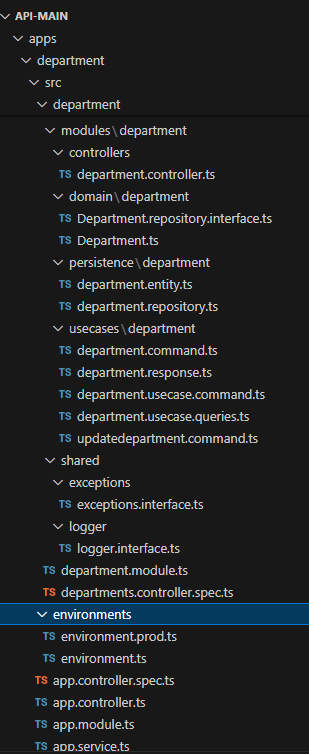 API-MAIN
apps
department
src
department
modules\department
controllers
TS department.controller.ts
domain\department
TS Department.repository.interface.ts
TS Department.ts
persistence\department
TS department.entity.ts
TS department.repository.ts
usecases\department
TS department.command.ts
TS department.response.ts
TS department.usecase.command.ts
TS department.usecase.queries.ts
TS updatedepartment.command.ts
shared
exceptions
TS exceptions.interface.ts
logger
TS logger.interface.ts
TS department.module.ts
TS departments.controller.spec.ts
environments
TS environment.prod.ts
TS environment.ts
TS app.controller.spec.ts
TS app.controller.ts
TS app.module.ts
TS app.service.ts